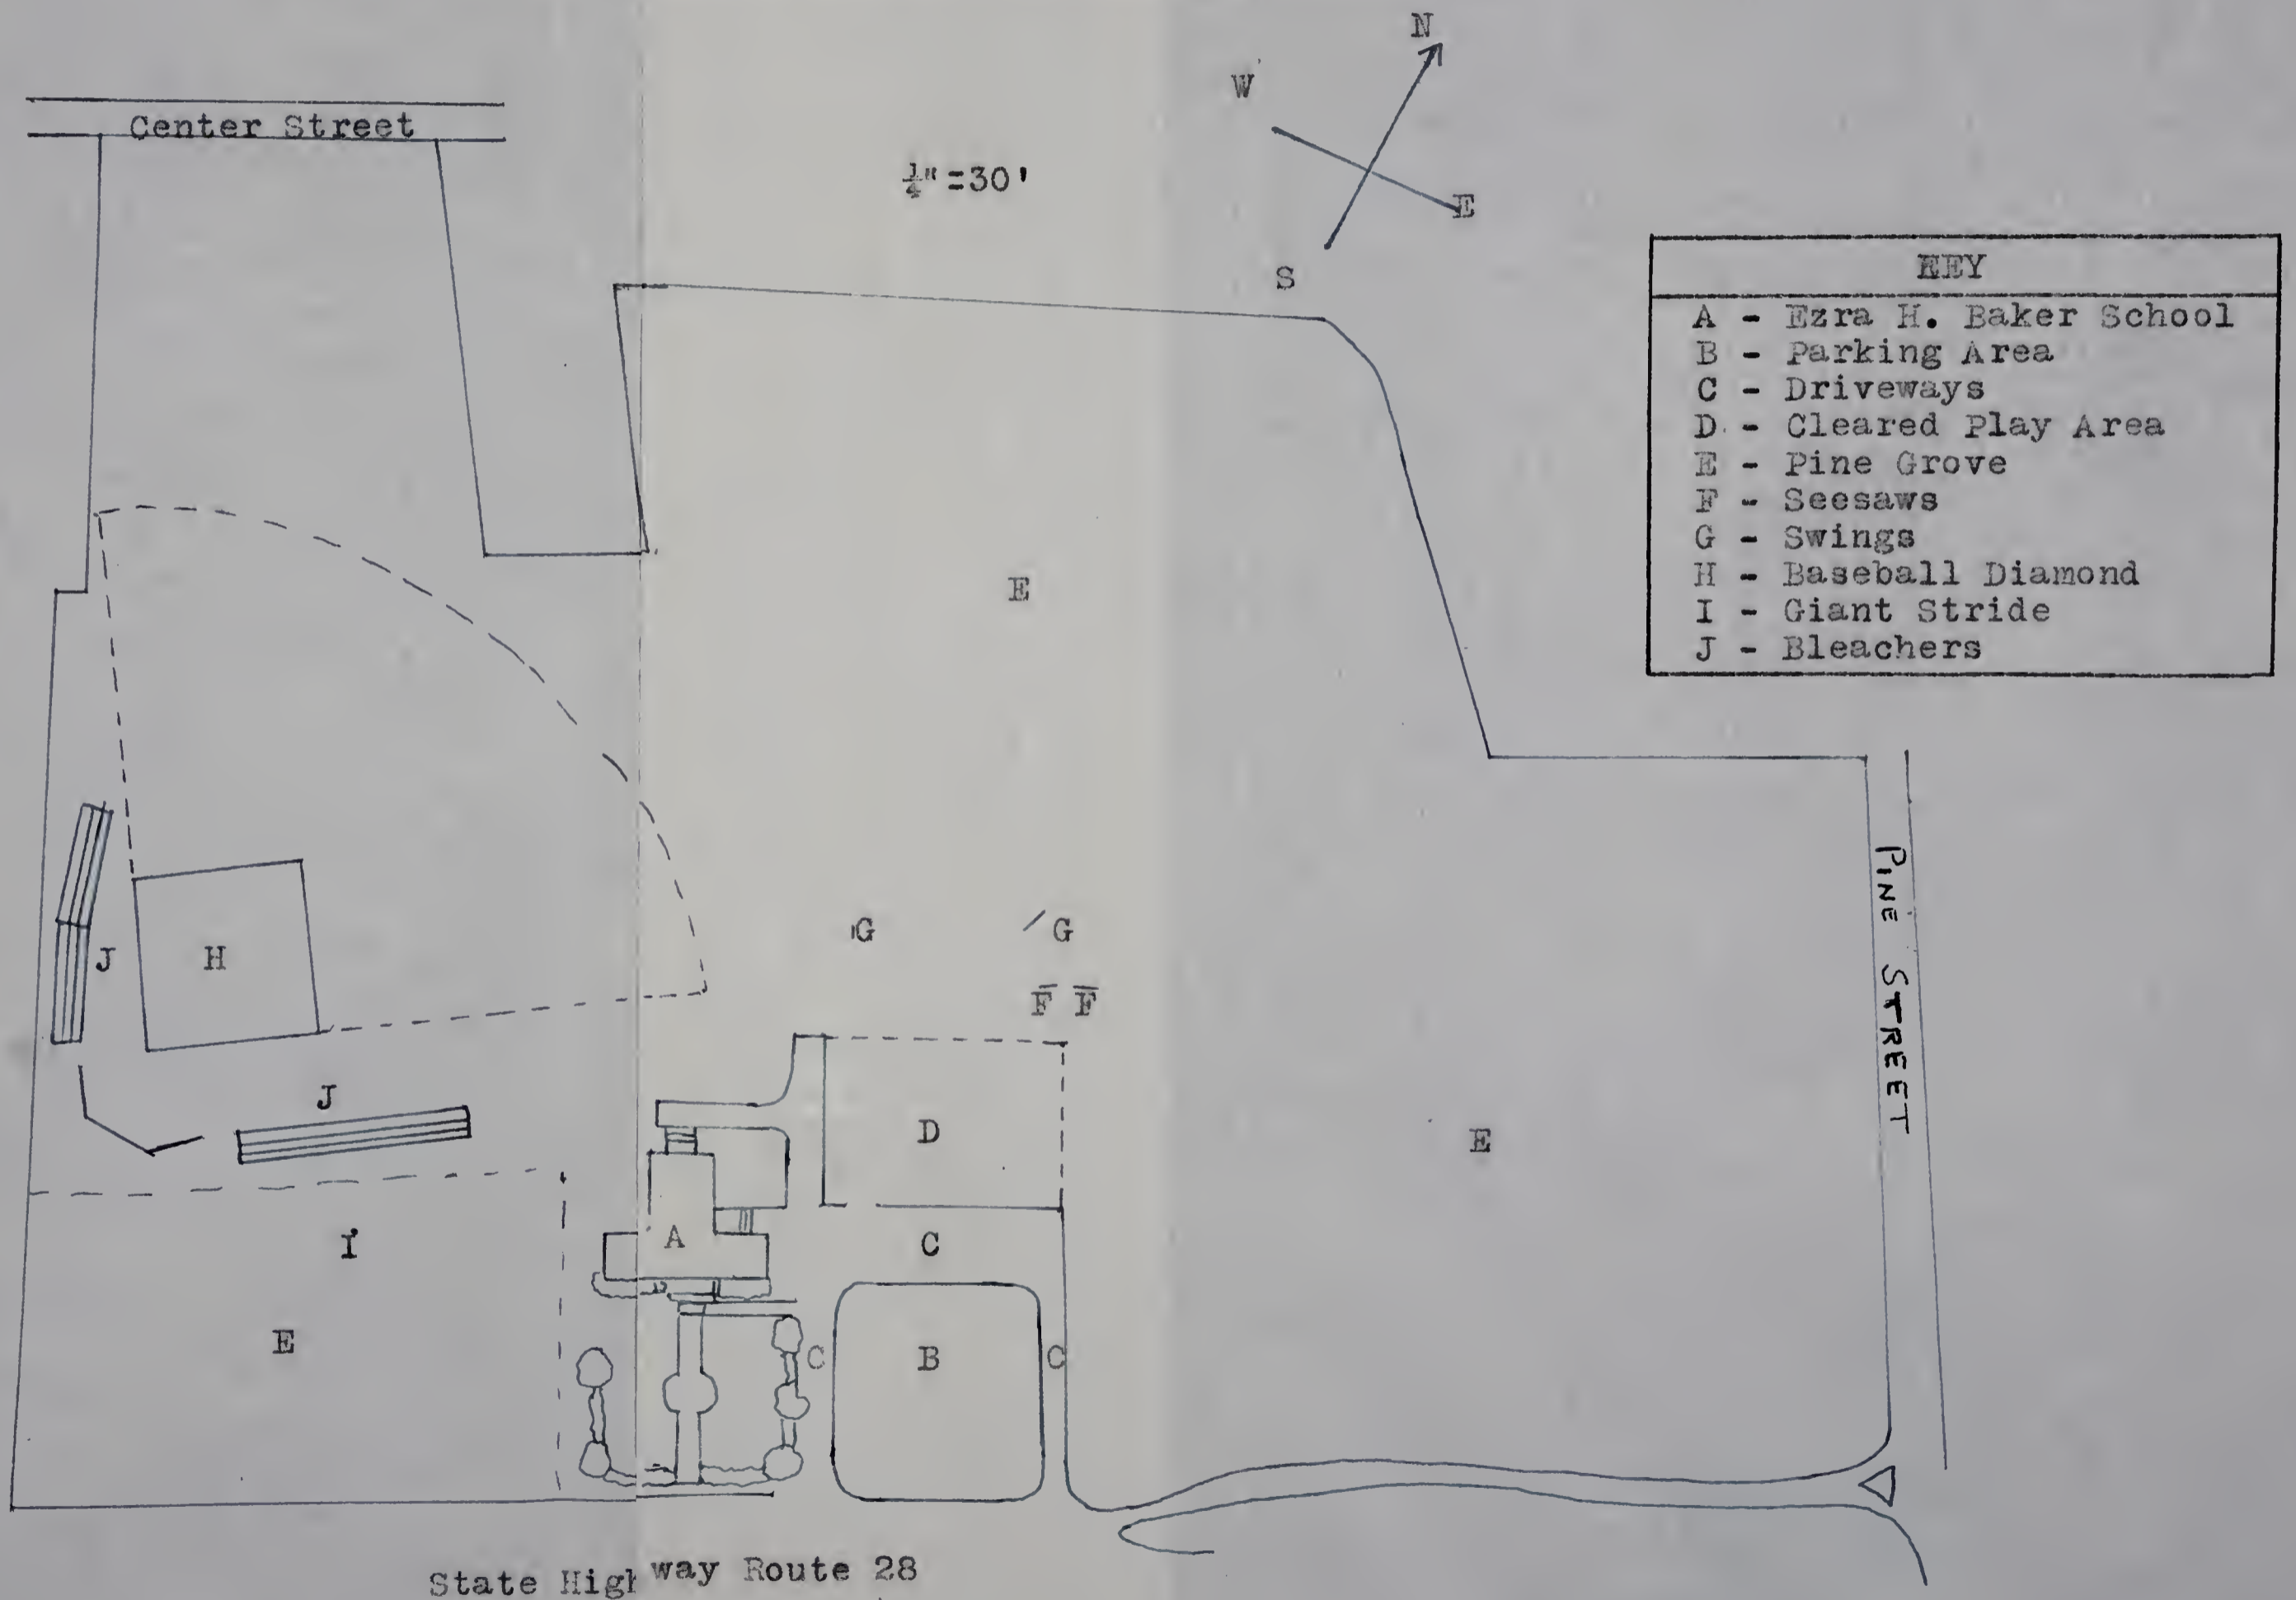 N
W
Center Street
¼"=30'
E
S
KEY
A - Ezra H. Baker School
B - Parking Area
C - Driveways
D - Cleared Play Area
E - Pine Grove
F - Seesaws
G - Swings
H - Baseball Diamond
I - Giant Stride
J - Bleachers
E
PINE STREET
G G
J H
F F
J
D
E
A
I
C
E
C B C
State Highway Route 28